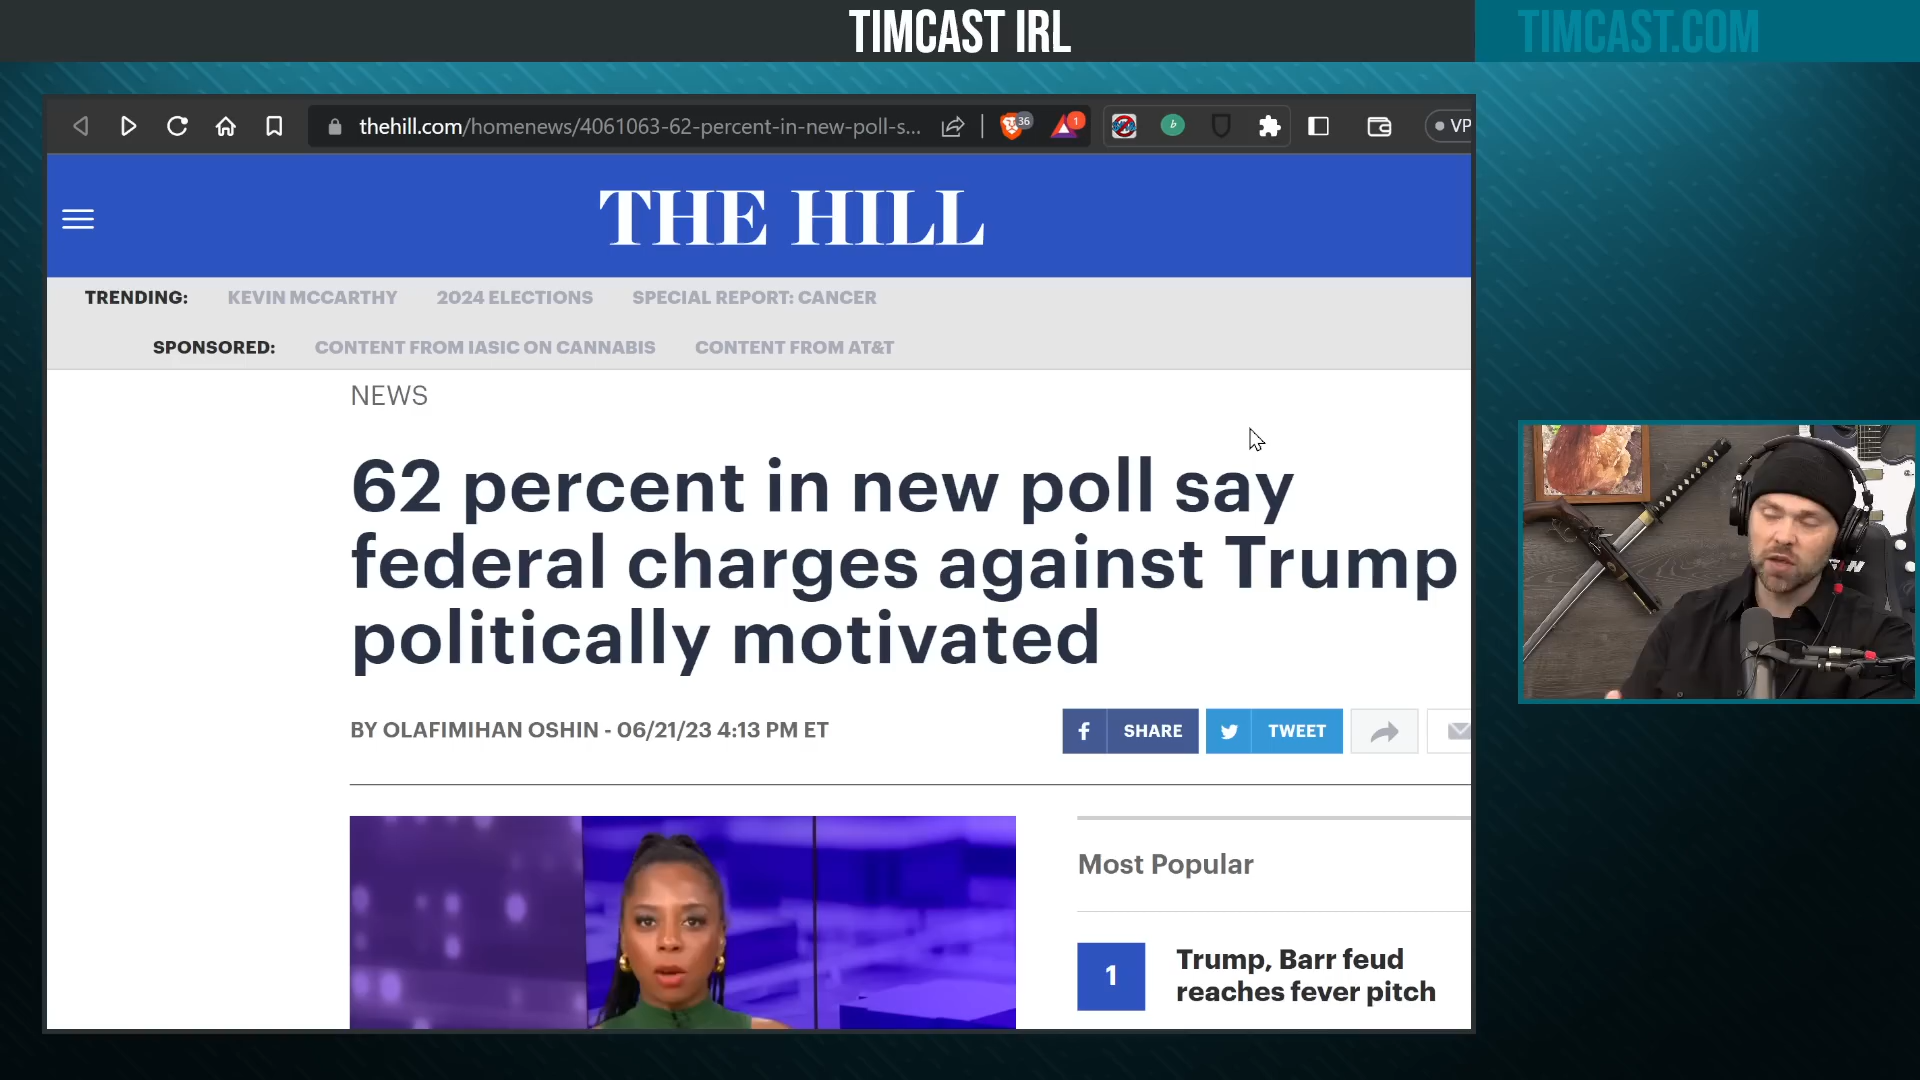 TIMCAST IRL
TIMCAST.COM
thehill.com/homenews/4061063-62-percent-in-new-poll-s...
36
1
b
VP
THE HILL
TRENDING: KEVIN MCCARTHY 2024 ELECTIONS SPECIAL REPORT: CANCER
SPONSORED: CONTENT FROM IASIC ON CANNABIS CONTENT FROM AT&T
NEWS
62 percent in new poll say
federal charges against Trump
politically motivated
BY OLAFIMIHAN OSHIN - 06/21/23 4:13 PM ET
f SHARE
TWEET
Most Popular
1
Trump, Barr feud
reaches fever pitch